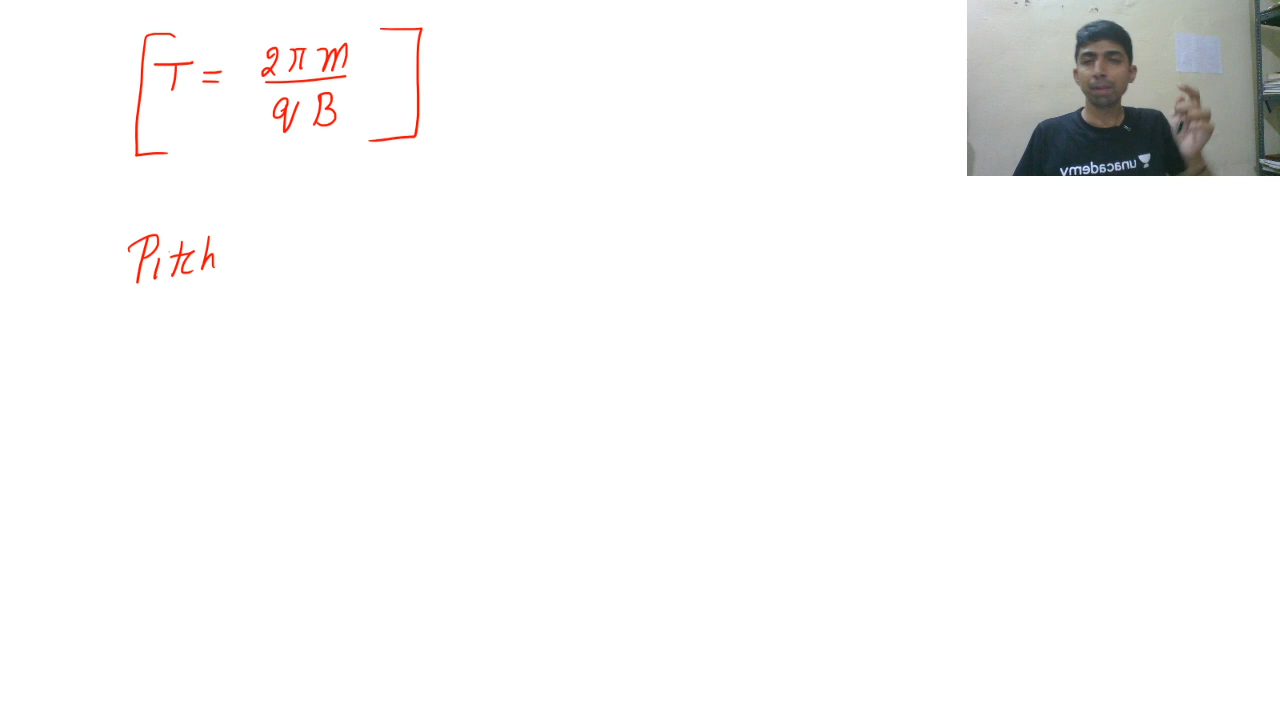 [T = 2πm / qB]
unacademy
Pitch